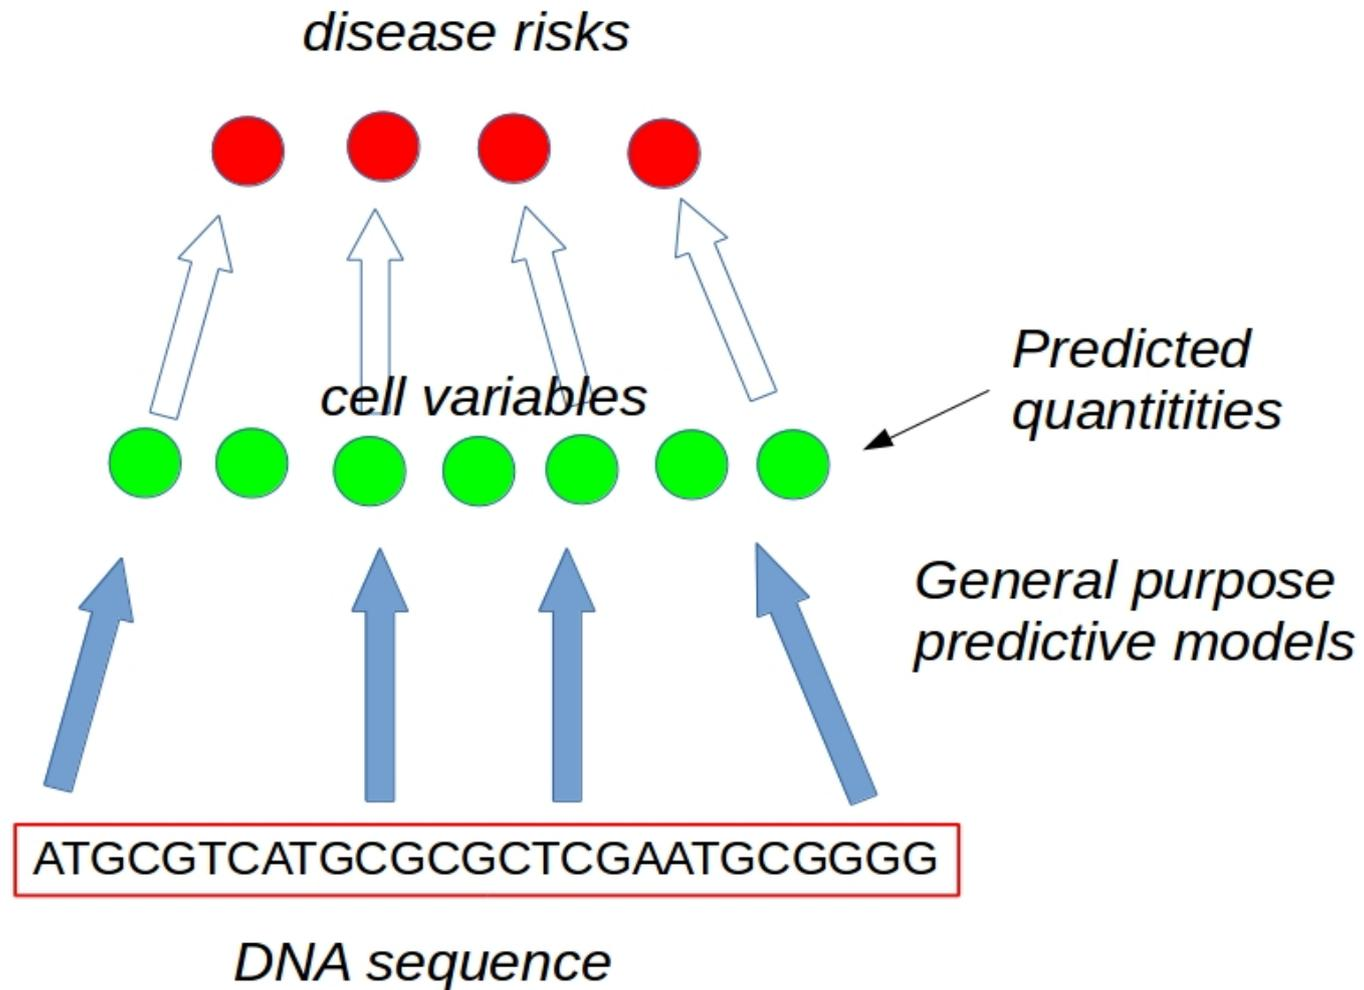 disease risks
cell variables
Predicted
quantitities
General purpose
predictive models
ATGCGTCATGCGCGCTCGAATGCGGGG
DNA sequence